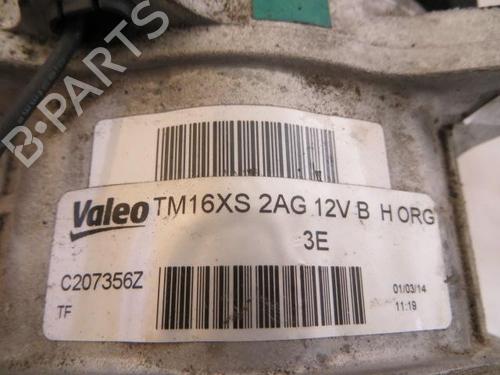 B-PARTS
Valeo TM16XS 2AG 12V B H ORG
3E
C207356Z
TF
01/03/14
11:19